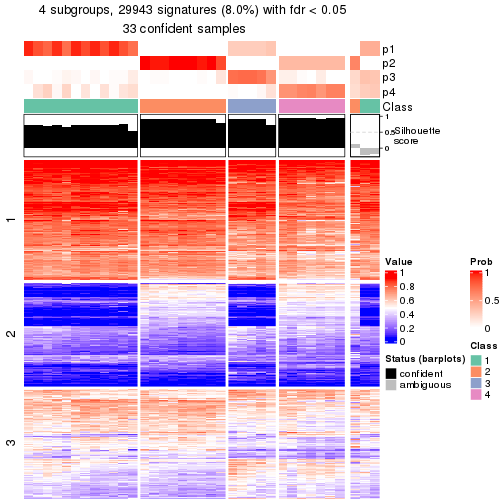 4 subgroups, 29943 signatures (8.0%) with fdr < 0.05
33 confident samples
p1
p2
p3
p4
Class
1
0.5
0
Silhouette
score
1
2
3
Value
1
0.8
0.6
0.4
0.2
0
Prob
1
0.5
0
Status (barplots)
confident
ambiguous
Class
1
2
3
4